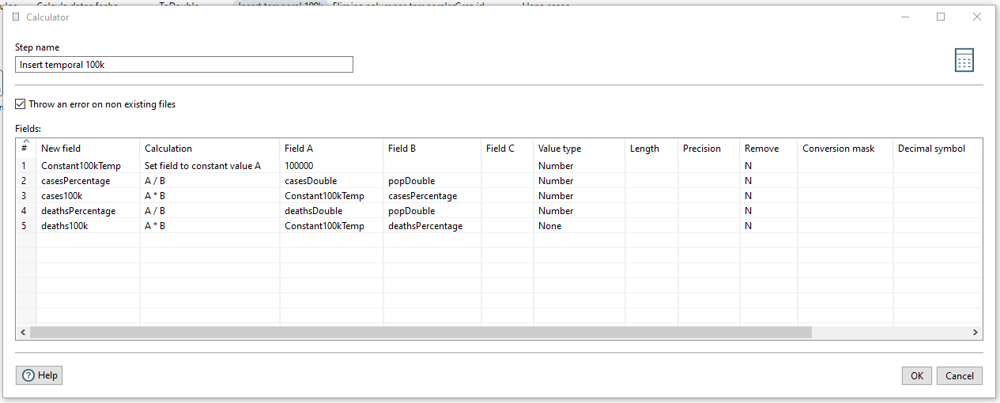 Calculator
Step name
Insert temporal 100k
Throw an error on non existing files
Fields:
# New field Calculation Field A Field B Field C Value type Length Precision Remove Conversion mask Decimal symbol
1 Constant100kTemp Set field to constant value A 100000 Number N
2 casesPercentage A / B casesDouble popDouble Number N
3 cases100k A * B Constant100kTemp casesPercentage Number N
4 deathsPercentage A / B deathsDouble popDouble Number N
5 deaths100k A * B Constant100kTemp deathsPercentage None N
Help OK Cancel